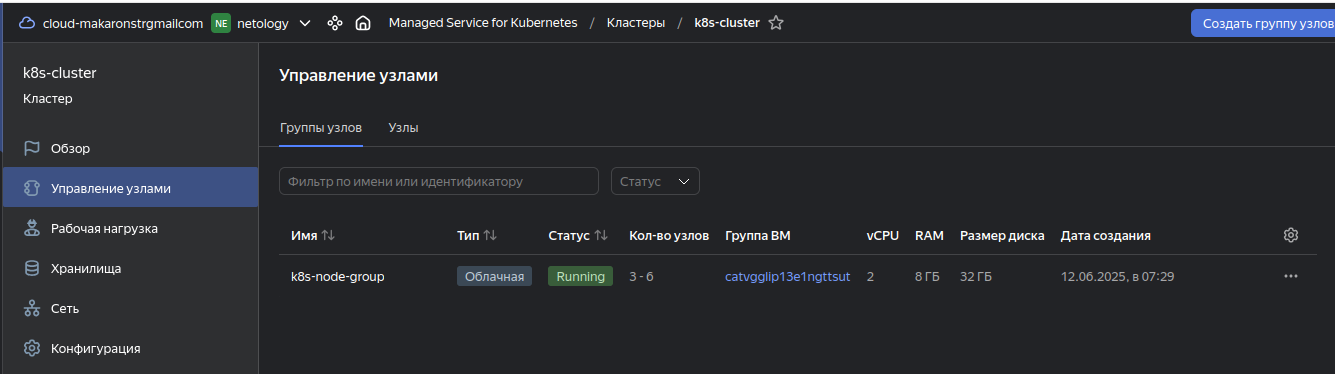 cloud-makaronstrgmailcom NE netology Managed Service for Kubernetes / Кластеры / k8s-cluster Создать группу узлов
k8s-cluster
Кластер
Обзор
Управление узлами
Рабочая нагрузка
Хранилища
Сеть
Конфигурация
Управление узлами
Группы узлов Узлы
Фильтр по имени или идентификатору Статус
Имя Тип Статус Кол-во узлов Группа ВМ vCPU RAM Размер диска Дата создания
k8s-node-group Облачная Running 3 - 6 catvgglip13e1ngttsut 2 8 ГБ 32 ГБ 12.06.2025, в 07:29